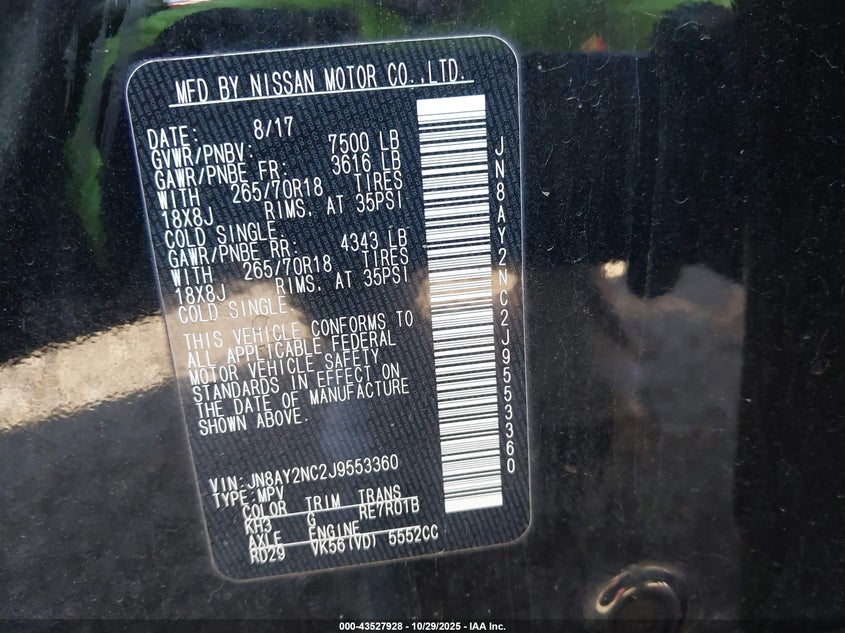 MFD BY NISSAN MOTOR CO.,LTD.
DATE: 8/17
GVWR/PNBV: 7500 LB
GAWR/PNBE FR: 3616 LB
WITH 265/70R18 TIRES
18X8J RIMS. AT 35PSI
COLD SINGLE.
GAWR/PNBE RR: 4343 LB
WITH 265/70R18 TIRES
18X8J RIMS. AT 35PSI
COLD SINGLE.
THIS VEHICLE CONFORMS TO
ALL APPLICABLE FEDERAL
MOTOR VEHICLE SAFETY
STANDARDS IN EFFECT ON
THE DATE OF MANUFACTURE
SHOWN ABOVE.
VIN:JN8AY2NC2J9553360
TYPE:MPV
COLOR TRIM TRANS
KH3 G RE7R01B
AXLE ENGINE
RD29 VK56(VD) 5552CC
JN8AY2NC2J9553360
000-43527928 - 10/29/2025 - IAA Inc.